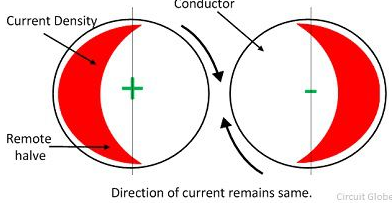 Conductor
Current Density
+
-
Remote
halve
Direction of current remains same.
Circuit Globe